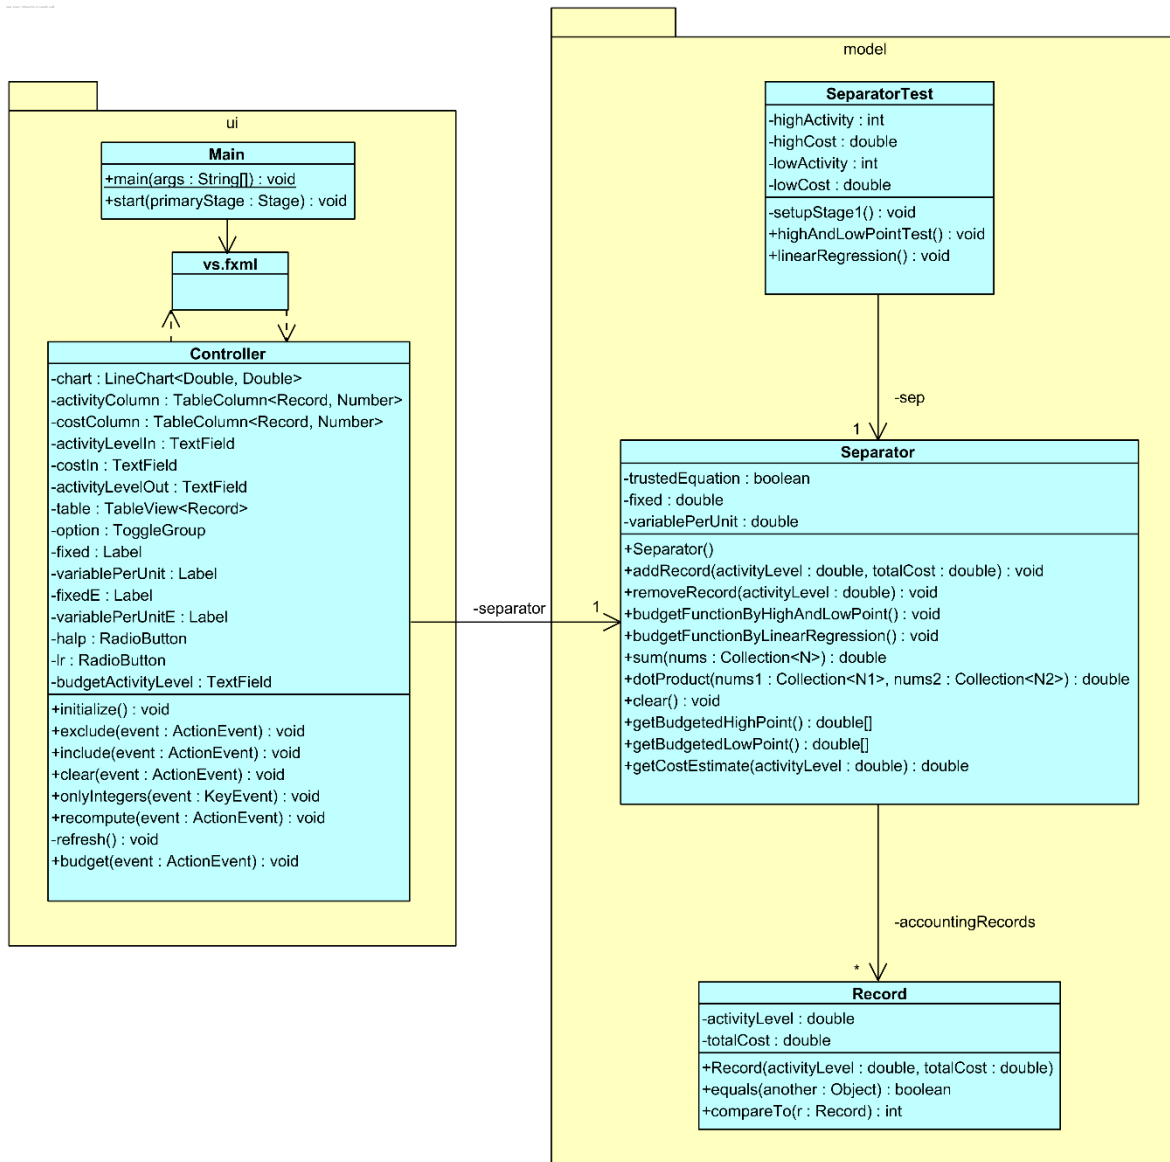 ui
Main
+main(args : String[]) : void
+start(primaryStage : Stage) : void
vs.fxml
Controller
-chart : LineChart<Double, Double>
-activityColumn : TableColumn<Record, Number>
-costColumn : TableColumn<Record, Number>
-activityLevelIn : TextField
-costIn : TextField
-activityLevelOut : TextField
-table : TableView<Record>
-option : ToggleGroup
-fixed : Label
-variablePerUnit : Label
-fixedE : Label
-variablePerUnitE : Label
-halp : RadioButton
-lr : RadioButton
-budgetActivityLevel : TextField
+initialize() : void
+exclude(event : ActionEvent) : void
+include(event : ActionEvent) : void
+clear(event : ActionEvent) : void
+onlyIntegers(event : KeyEvent) : void
+recompute(event : ActionEvent) : void
-refresh() : void
+budget(event : ActionEvent) : void
-separator
1
model
SeparatorTest
-highActivity : int
-highCost : double
-lowActivity : int
-lowCost : double
-setupStage1() : void
+highAndLowPointTest() : void
+linearRegression() : void
-sep
1
Separator
-trustedEquation : boolean
-fixed : double
-variablePerUnit : double
+Separator()
+addRecord(activityLevel : double, totalCost : double) : void
+removeRecord(activityLevel : double) : void
+budgetFunctionByHighAndLowPoint() : void
+budgetFunctionByLinearRegression() : void
+sum(nums : Collection<N>) : double
+dotProduct(nums1 : Collection<N1>, nums2 : Collection<N2>) : double
+clear() : void
+getBudgetedHighPoint() : double[]
+getBudgetedLowPoint() : double[]
+getCostEstimate(activityLevel : double) : double
-accountingRecords
*
Record
-activityLevel : double
-totalCost : double
+Record(activityLevel : double, totalCost : double)
+equals(another : Object) : boolean
+compareTo(r : Record) : int